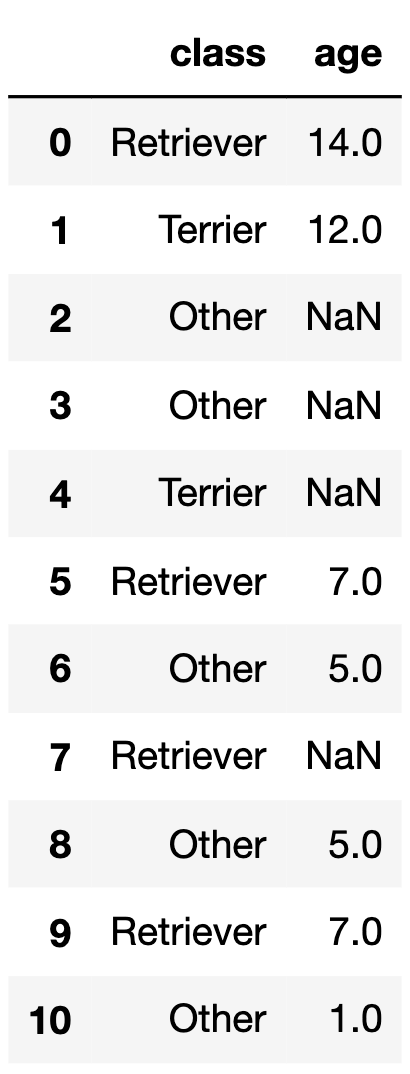 class age
0 Retriever 14.0
1 Terrier 12.0
2 Other NaN
3 Other NaN
4 Terrier NaN
5 Retriever 7.0
6 Other 5.0
7 Retriever NaN
8 Other 5.0
9 Retriever 7.0
10 Other 1.0